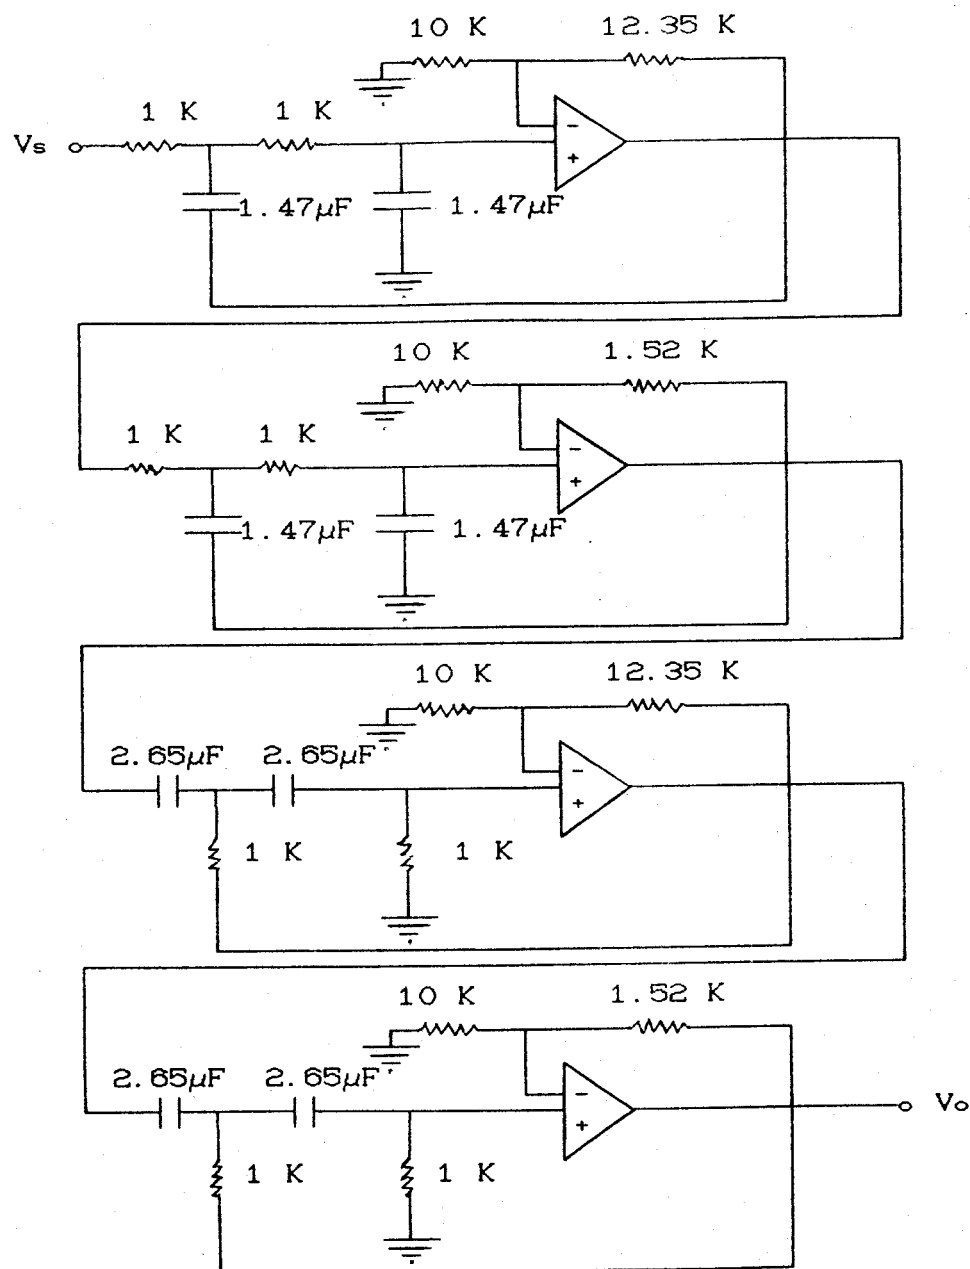 10 K 12.35 K
1 K 1 K
Vs
-
+
1.47µF 1.47µF
10 K 1.52 K
1 K 1 K
-
+
1.47µF 1.47µF
10 K 12.35 K
2.65µF 2.65µF
-
+
1 K 1 K
10 K 1.52 K
2.65µF 2.65µF
-
+
Vo
1 K 1 K